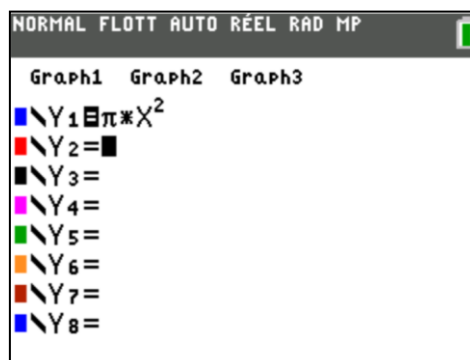 NORMAL FLOTT AUTO RÉEL RAD MP
Graph1 Graph2 Graph3
\Y₁=π*X²
\Y₂=
\Y₃=
\Y₄=
\Y₅=
\Y₆=
\Y₇=
\Y₈=